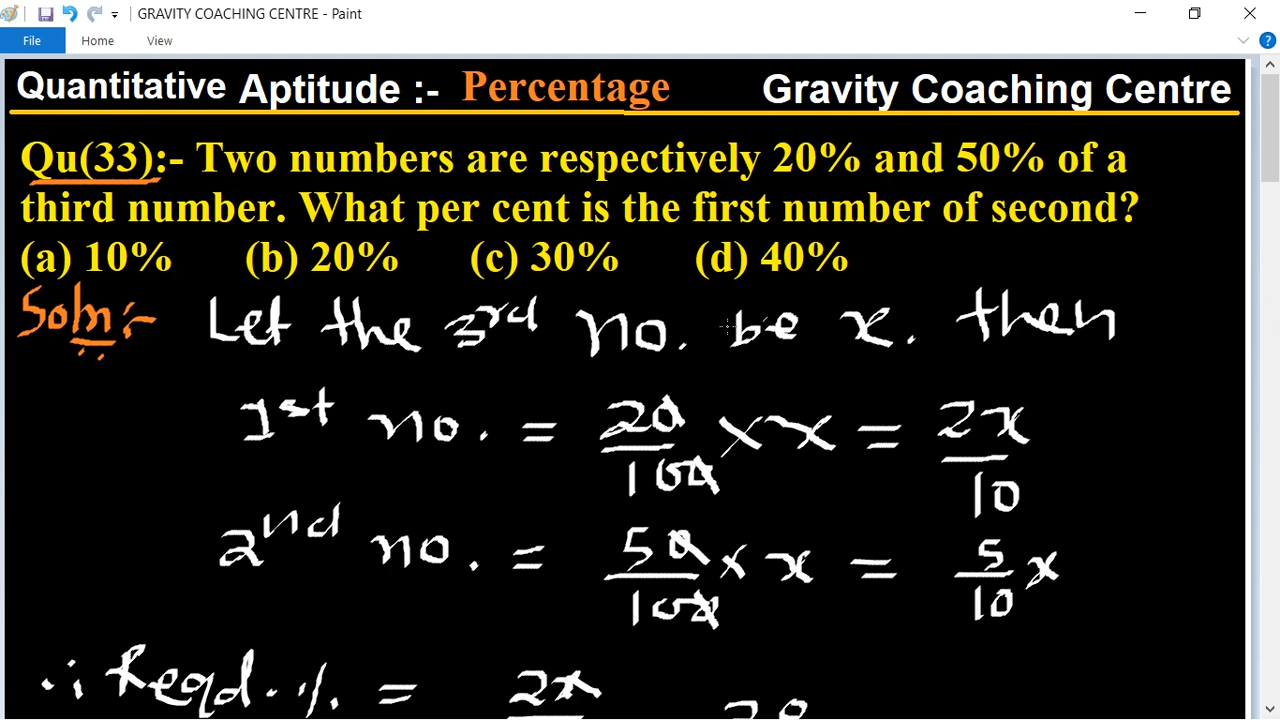 GRAVITY COACHING CENTRE - Paint
File Home View
Quantitative Aptitude :- Percentage Gravity Coaching Centre
Qu(33):- Two numbers are respectively 20% and 50% of a
third number. What per cent is the first number of second?
(a) 10% (b) 20% (c) 30% (d) 40%
Soln:- Let the 3rd no. be x. then
1st no. = 20/100 × x = 2x/10
2nd no. = 50/100 × x = 5/10 x
∴ Reqd. % = 2x